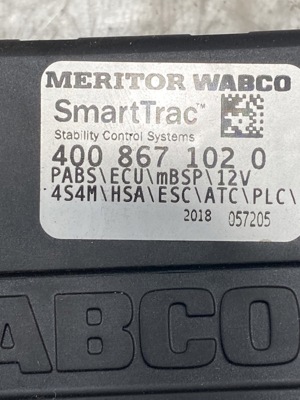 MERITOR WABCO
SmartTrac™
Stability Control Systems
400 867 102 0
PABS\ECU\mBSP\12V
4S4M\HSA\ESC\ATC\PLC\
2018 057205
ABCO